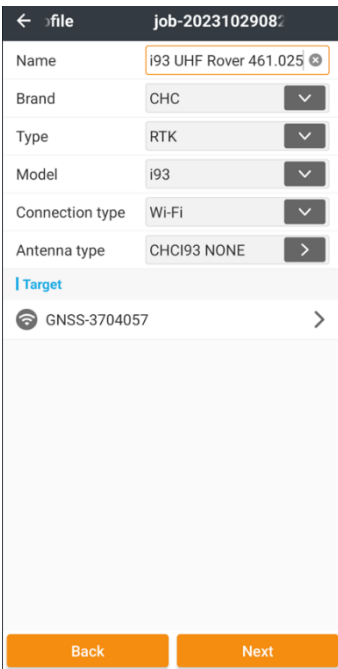 ofile job-2023102908
Name i93 UHF Rover 461.025
Brand CHC
Type RTK
Model i93
Connection type Wi-Fi
Antenna type CHCI93 NONE
Target
GNSS-3704057
Back Next